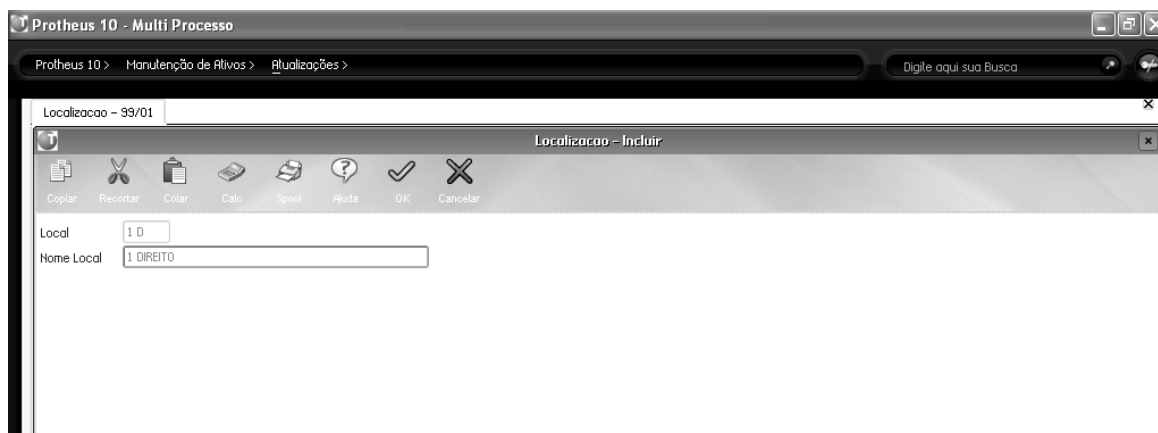 Protheus 10 - Multi Processo
Protheus 10 > Manutenção de Ativos > Atualizações >
Digite aqui sua Busca
Localizacao - 99/01
Localizacao - Incluir
Copiar Recortar Colar Calc Spool Ajuda OK Cancelar
Local 1 D
Nome Local 1 DIREITO